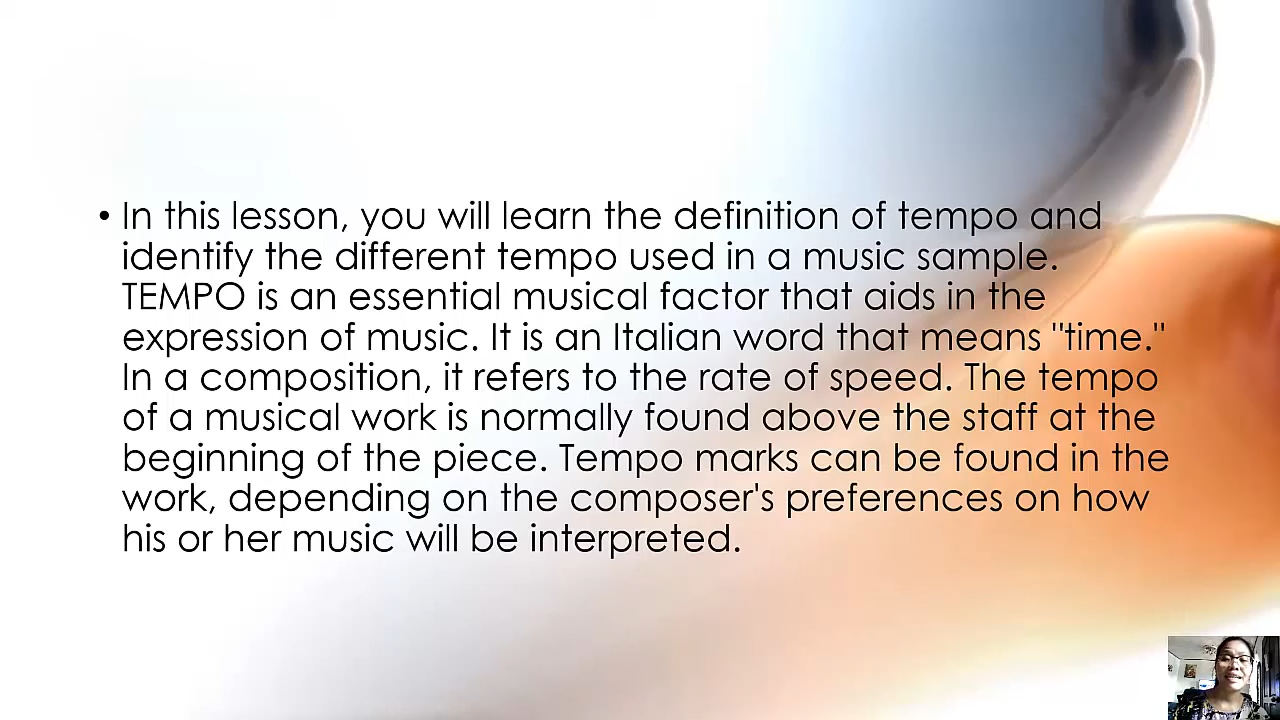 • In this lesson, you will learn the definition of tempo and
identify the different tempo used in a music sample.
TEMPO is an essential musical factor that aids in the
expression of music. It is an Italian word that means "time."
In a composition, it refers to the rate of speed. The tempo
of a musical work is normally found above the staff at the
beginning of the piece. Tempo marks can be found in the
work, depending on the composer's preferences on how
his or her music will be interpreted.